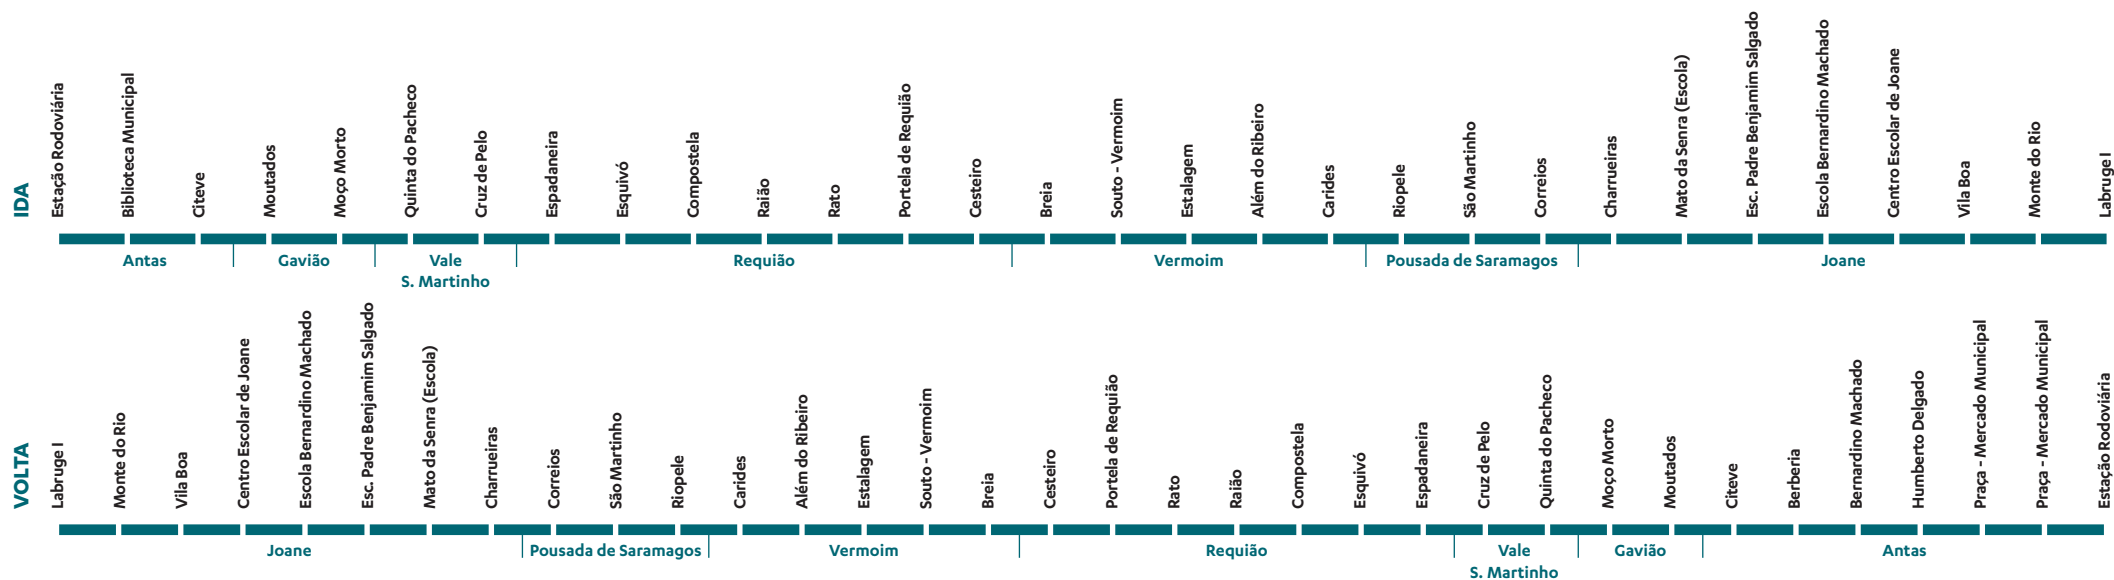 IDA
Estação Rodoviária
Biblioteca Municipal
Citeve
Moutados
Moço Morto
Quinta do Pacheco
Cruz de Pelo
Espadaneira
Esquivó
Compostela
Raião
Rato
Portela de Requião
Cesteiro
Breia
Souto - Vermoim
Estalagem
Além do Ribeiro
Carides
Riopele
São Martinho
Correios
Charrueiras
Mato da Senra (Escola)
Esc. Padre Benjamim Salgado
Escola Bernardino Machado
Centro Escolar de Joane
Vila Boa
Monte do Rio
Labruge I
Antas
Gavião
Vale
S. Martinho
Requião
Vermoim
Pousada de Saramagos
Joane
VOLTA
Labruge I
Monte do Rio
Vila Boa
Centro Escolar de Joane
Escola Bernardino Machado
Esc. Padre Benjamim Salgado
Mato da Senra (Escola)
Charrueiras
Correios
São Martinho
Riopele
Carides
Além do Ribeiro
Estalagem
Souto - Vermoim
Breia
Cesteiro
Portela de Requião
Rato
Raião
Compostela
Esquivó
Espadaneira
Cruz de Pelo
Quinta do Pacheco
Moço Morto
Moutados
Citeve
Berberia
Bernardino Machado
Humberto Delgado
Praça - Mercado Municipal
Praça - Mercado Municipal
Estação Rodoviária
Joane
Pousada de Saramagos
Vermoim
Requião
Vale
S. Martinho
Gavião
Antas